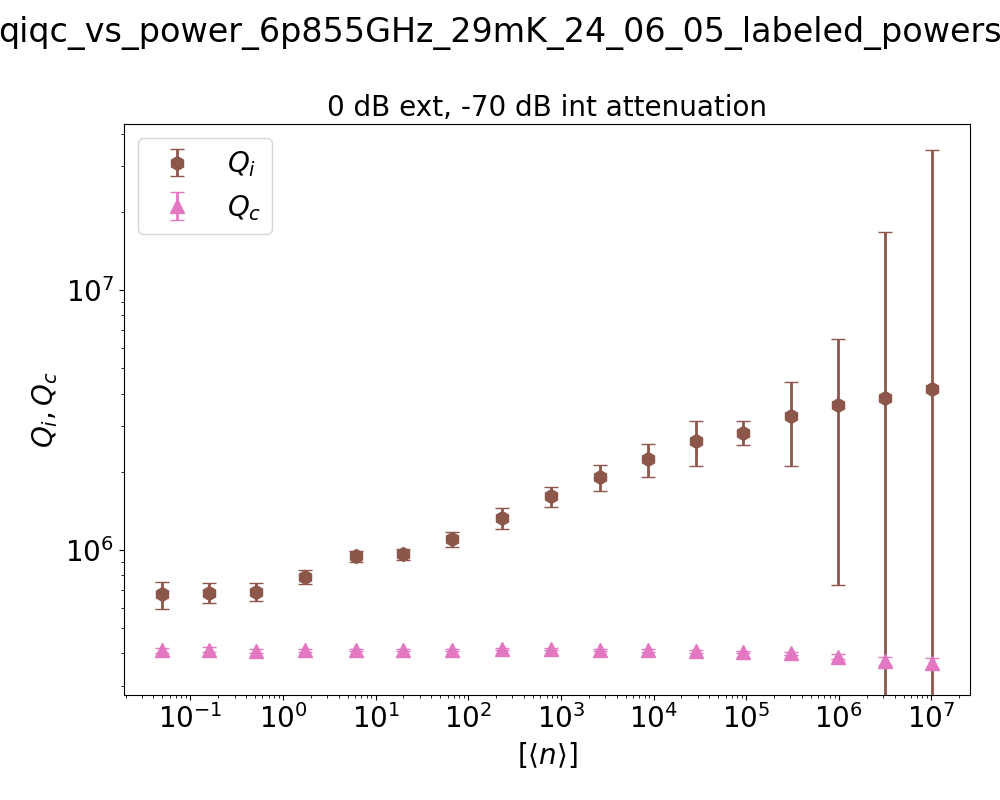 qiqc_vs_power_6p855GHz_29mK_24_06_05_labeled_powers
0 dB ext, -70 dB int attenuation
Q_i
Q_c
10^7
10^6
Q_i, Q_c
10^{-1} 10^0 10^1 10^2 10^3 10^4 10^5 10^6 10^7
[⟨n⟩]